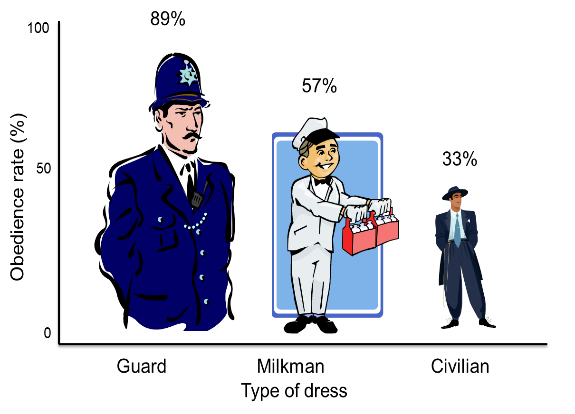 89%
100
57%
33%
50
Obedience rate (%)
0
Guard
Milkman
Civilian
Type of dress